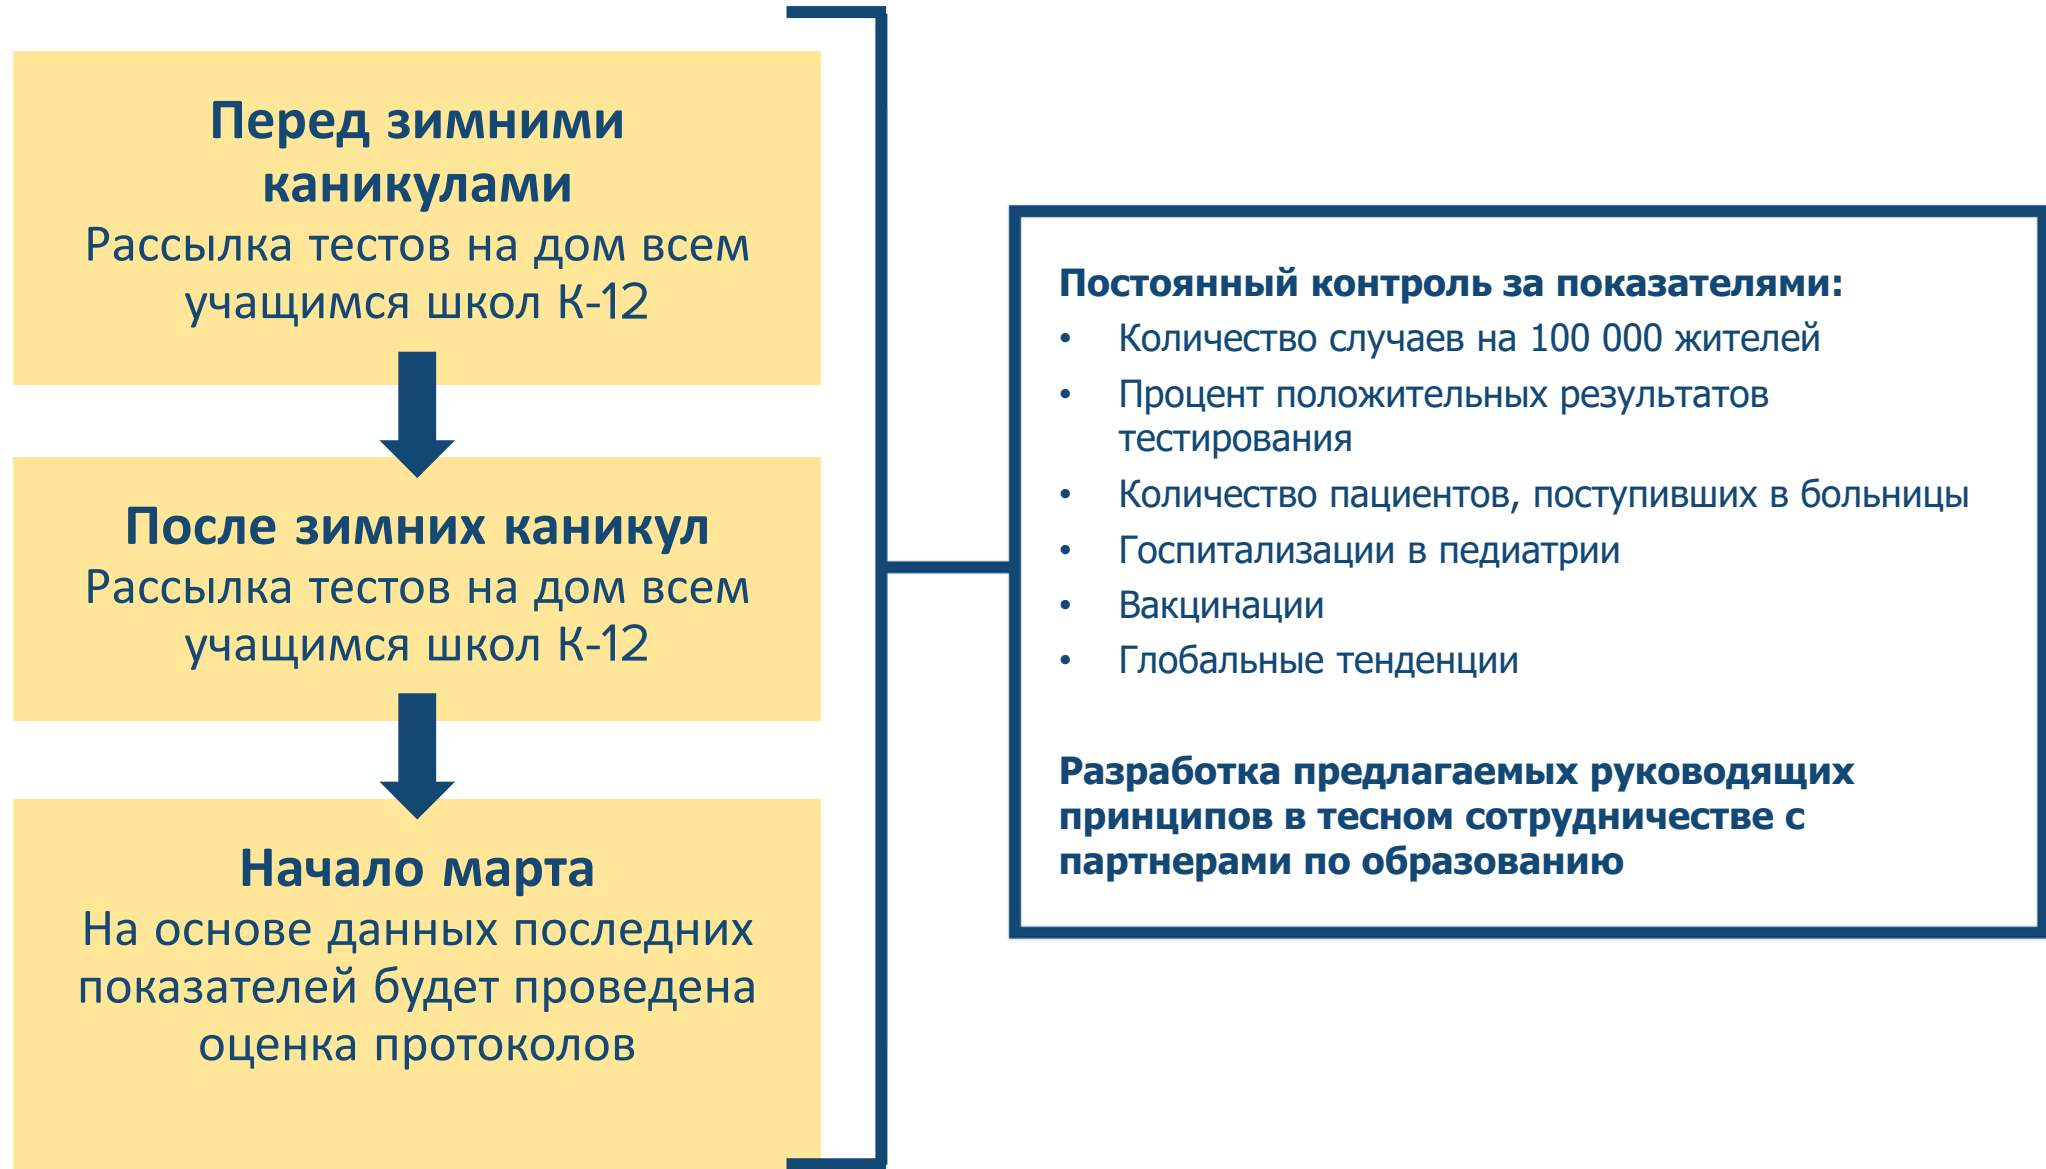 Перед зимними
каникулами
Рассылка тестов на дом всем
учащимся школ K-12
После зимних каникул
Рассылка тестов на дом всем
учащимся школ K-12
Начало марта
На основе данных последних
показателей будет проведена
оценка протоколов
Постоянный контроль за показателями:
• Количество случаев на 100 000 жителей
• Процент положительных результатов
тестирования
• Количество пациентов, поступивших в больницы
• Госпитализации в педиатрии
• Вакцинации
• Глобальные тенденции
Разработка предлагаемых руководящих
принципов в тесном сотрудничестве с
партнерами по образованию